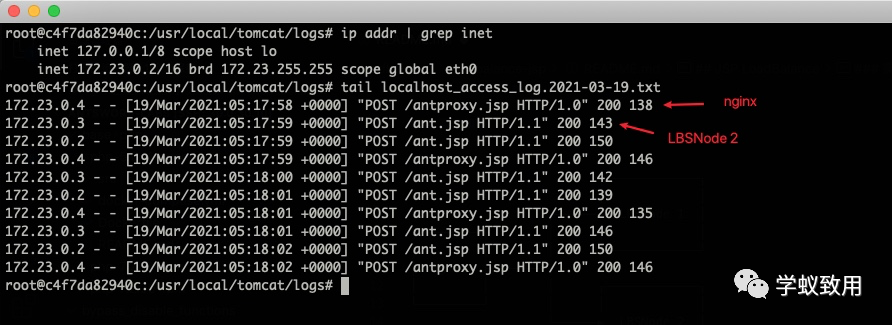 root@c4f7da82940c:/usr/local/tomcat/logs# ip addr | grep inet
    inet 127.0.0.1/8 scope host lo
    inet 172.23.0.2/16 brd 172.23.255.255 scope global eth0
root@c4f7da82940c:/usr/local/tomcat/logs# tail localhost_access_log.2021-03-19.txt
172.23.0.4 - - [19/Mar/2021:05:17:58 +0000] "POST /antproxy.jsp HTTP/1.0" 200 138 nginx
172.23.0.3 - - [19/Mar/2021:05:17:59 +0000] "POST /ant.jsp HTTP/1.1" 200 143
LBSNode 2
172.23.0.2 - - [19/Mar/2021:05:17:59 +0000] "POST /ant.jsp HTTP/1.1" 200 150
172.23.0.4 - - [19/Mar/2021:05:17:59 +0000] "POST /antproxy.jsp HTTP/1.0" 200 146
172.23.0.3 - - [19/Mar/2021:05:18:00 +0000] "POST /ant.jsp HTTP/1.1" 200 142
172.23.0.2 - - [19/Mar/2021:05:18:01 +0000] "POST /ant.jsp HTTP/1.1" 200 139
172.23.0.4 - - [19/Mar/2021:05:18:01 +0000] "POST /antproxy.jsp HTTP/1.0" 200 135
172.23.0.3 - - [19/Mar/2021:05:18:01 +0000] "POST /ant.jsp HTTP/1.1" 200 146
172.23.0.2 - - [19/Mar/2021:05:18:02 +0000] "POST /ant.jsp HTTP/1.1" 200 150
172.23.0.4 - - [19/Mar/2021:05:18:02 +0000] "POST /antproxy.jsp HTTP/1.0" 200 146
root@c4f7da82940c:/usr/local/tomcat/logs#
学蚁致用